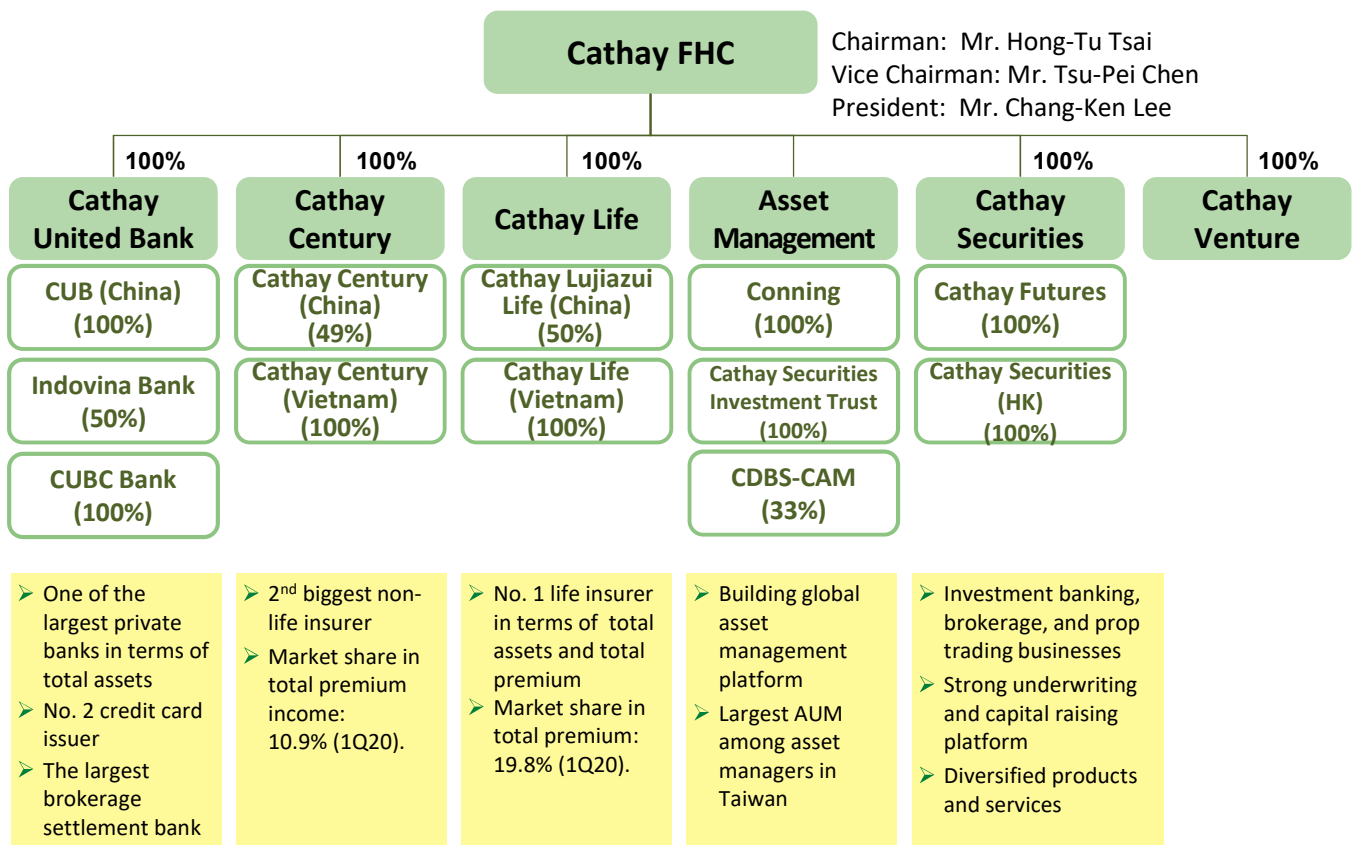 Cathay FHC
Chairman: Mr. Hong-Tu Tsai
Vice Chairman: Mr. Tsu-Pei Chen
President: Mr. Chang-Ken Lee
100%
100%
100%
100%
100%
Cathay
United Bank
Cathay
Century
Cathay Life
Asset
Management
Cathay
Securities
Cathay
Venture
CUB (China)
(100%)
Indovina Bank
(50%)
CUBC Bank
(100%)
Cathay Century
(China)
(49%)
Cathay Century
(Vietnam)
(100%)
Cathay Lujiazui
Life (China)
(50%)
Cathay Life
(Vietnam)
(100%)
Conning
(100%)
Cathay Securities
Investment Trust
(100%)
CDBS-CAM
(33%)
Cathay Futures
(100%)
Cathay Securities
(HK)
(100%)
➢ One of the
largest private
banks in terms of
total assets
➢ No. 2 credit card
issuer
➢ The largest
brokerage
settlement bank
➢ 2nd biggest non-
life insurer
➢ Market share in
total premium
income:
10.9% (1Q20).
➢ No. 1 life insurer
in terms of total
assets and total
premium
➢ Market share in
total premium:
19.8% (1Q20).
➢ Building global
asset
management
platform
➢ Largest AUM
among asset
managers in
Taiwan
➢ Investment banking,
brokerage, and prop
trading businesses
➢ Strong underwriting
and capital raising
platform
➢ Diversified products
and services